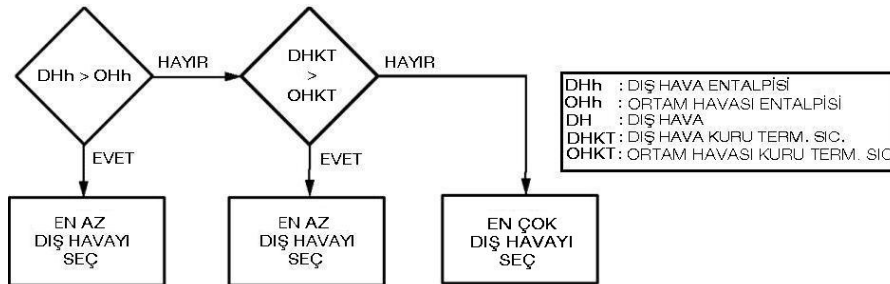 DHh > OHh
HAYIR
EVET
EN AZ
DIŞ HAVAYI
SEÇ
DHKT
>
OHKT
HAYIR
EVET
EN AZ
DIŞ HAVAYI
SEÇ
EN ÇOK
DIŞ HAVAYI
SEÇ
DHh : DIŞ HAVA ENTALPİSİ
OHh : ORTAM HAVASI ENTALPİSİ
DH : DIŞ HAVA
DHKT : DIŞ HAVA KURU TERM. SIC.
OHKT : ORTAM HAVASI KURU TERM. SIC